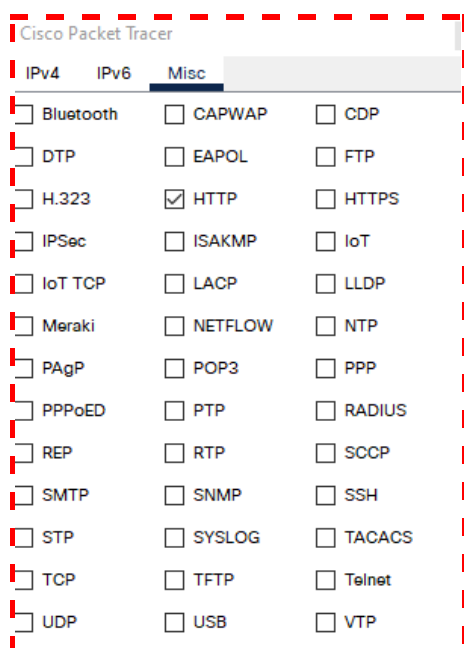 Cisco Packet Tracer
IPv4 IPv6 Misc
Bluetooth CAPWAP CDP
DTP EAPOL FTP
H.323 HTTP HTTPS
IPSec ISAKMP IoT
IoT TCP LACP LLDP
Meraki NETFLOW NTP
PAgP POP3 PPP
PPPoED PTP RADIUS
REP RTP SCCP
SMTP SNMP SSH
STP SYSLOG TACACS
TCP TFTP Telnet
UDP USB VTP